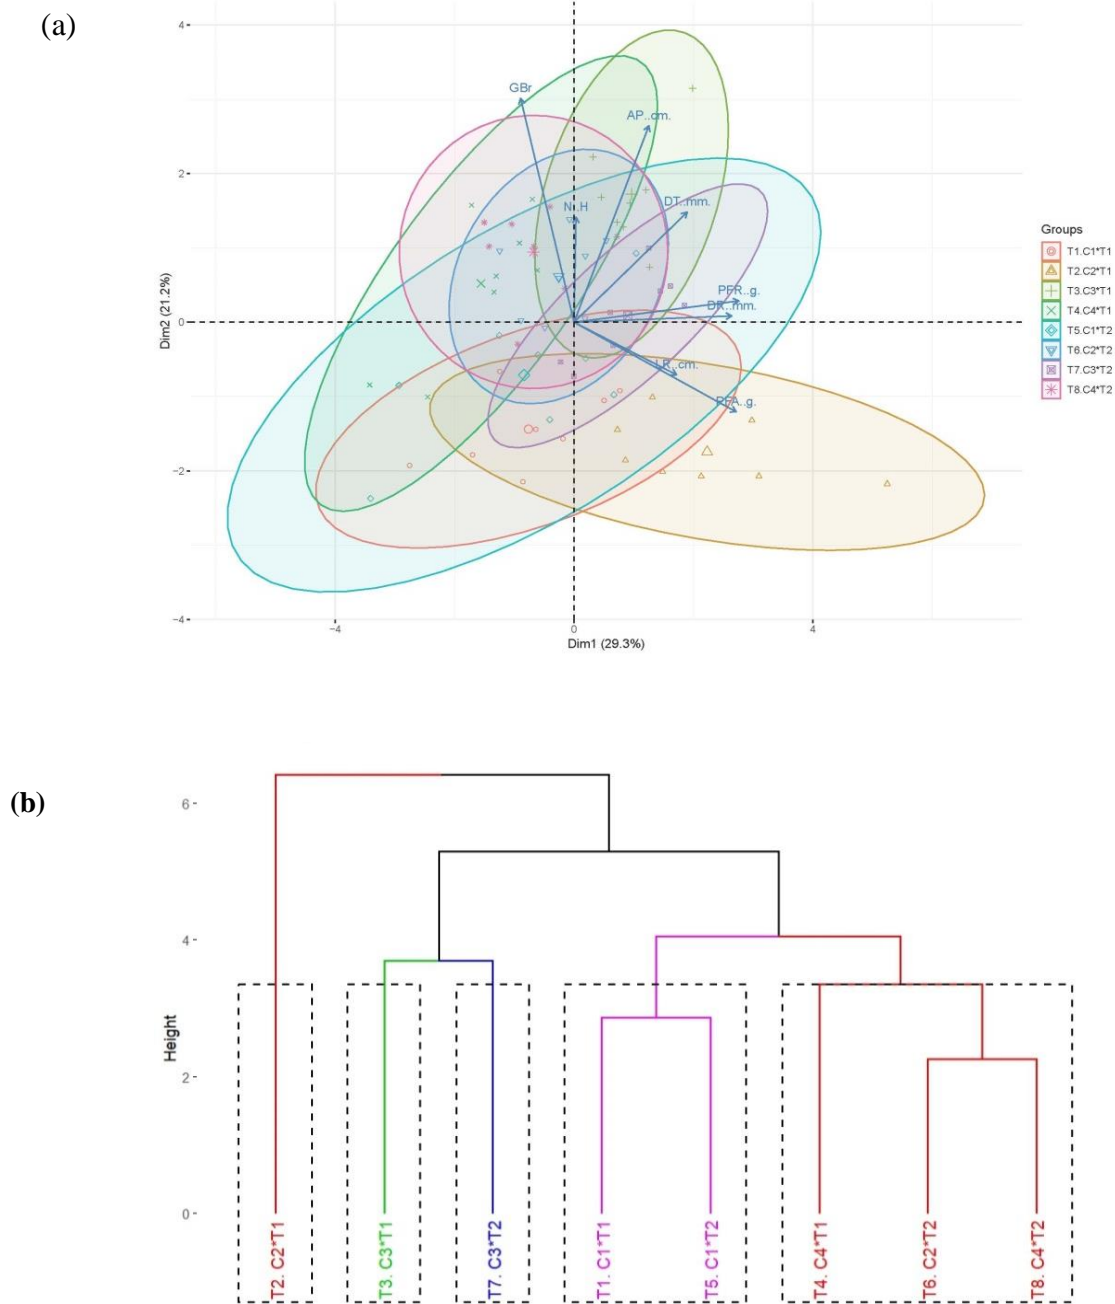 (a)
4
2
0
−2
−4
Dim2 (21.2%)
GBr
AP..cm.
DT..mm.
PFR..g.
DR..mm.
LR..cm.
PFA..g.
−4
0
4
Dim1 (29.3%)
Groups
T1.C1*T1
T2.C2*T1
T3.C3*T1
T4.C4*T1
T5.C1*T2
T6.C2*T2
T7.C3*T2
T8.C4*T2
(b)
6
4
2
0
Height
T2. C2*T1
T3. C3*T1
T7. C3*T2
T1. C1*T1
T5. C1*T2
T4. C4*T1
T6. C2*T2
T8. C4*T2